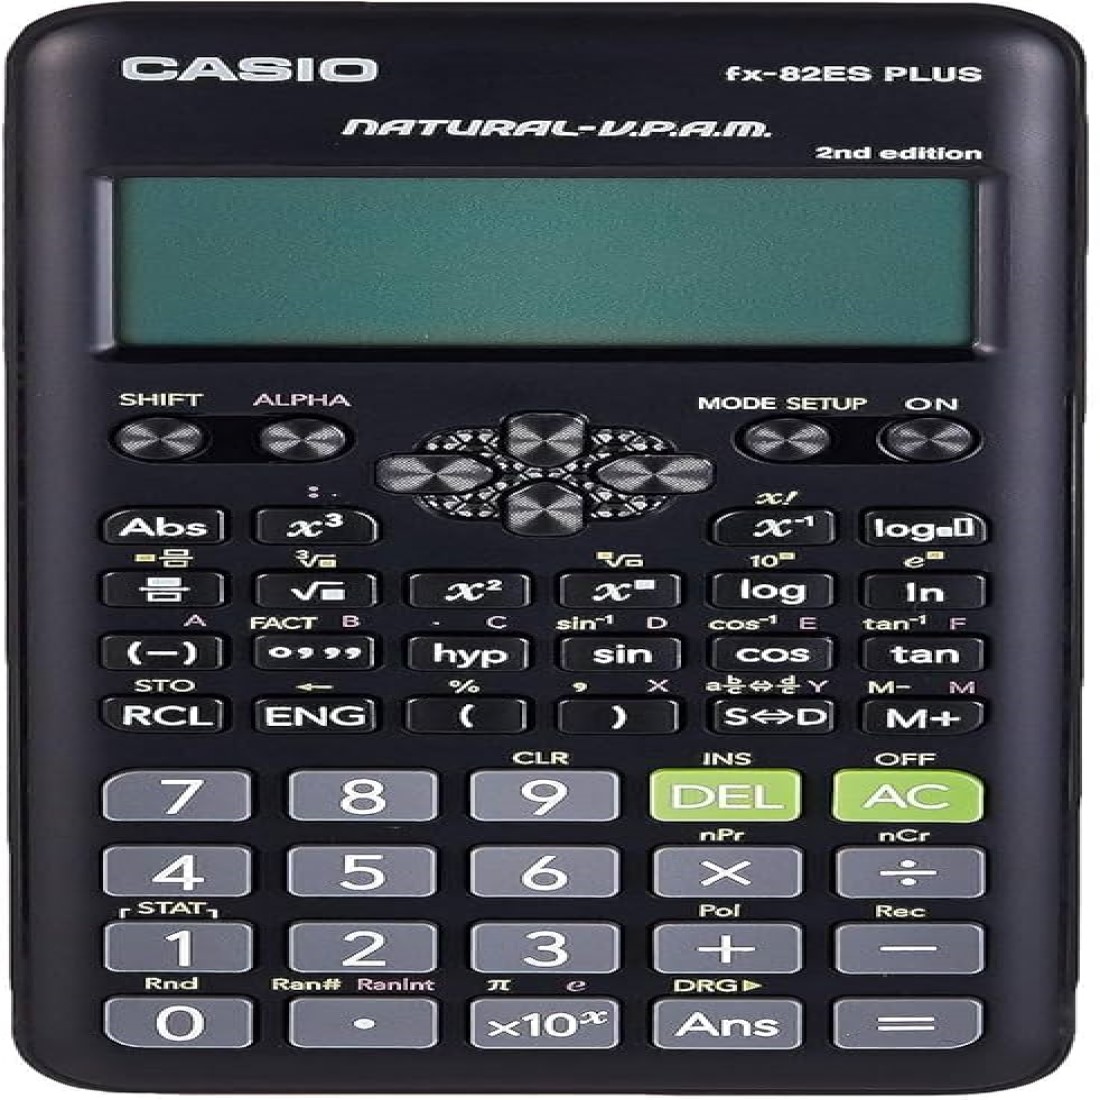 CASIO
fx-82ES PLUS
NATURAL-V.P.A.M.
2nd edition
SHIFT ALPHA MODE SETUP ON
: x!
Abs x³ x⁻¹ log▪▯
▪▭ ³√▫ ▫√▫ 10▪ e▪
√▪ x² x▪ log ln
A FACT B C sin⁻¹ D cos⁻¹ E tan⁻¹ F
(−) °,,, hyp sin cos tan
STO ← % , X a b/c⇔d/c Y M− M
RCL ENG ( ) S⇔D M+
CLR INS OFF
7 8 9 DEL AC
nPr nCr
4 5 6 × ÷
STAT Pol Rec
1 2 3 + −
Rnd Ran# RanInt π e DRG▶
0 • ×10ˣ Ans =